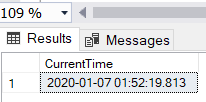 109 %
Results Messages
CurrentTime
1 2020-01-07 01:52:19.813